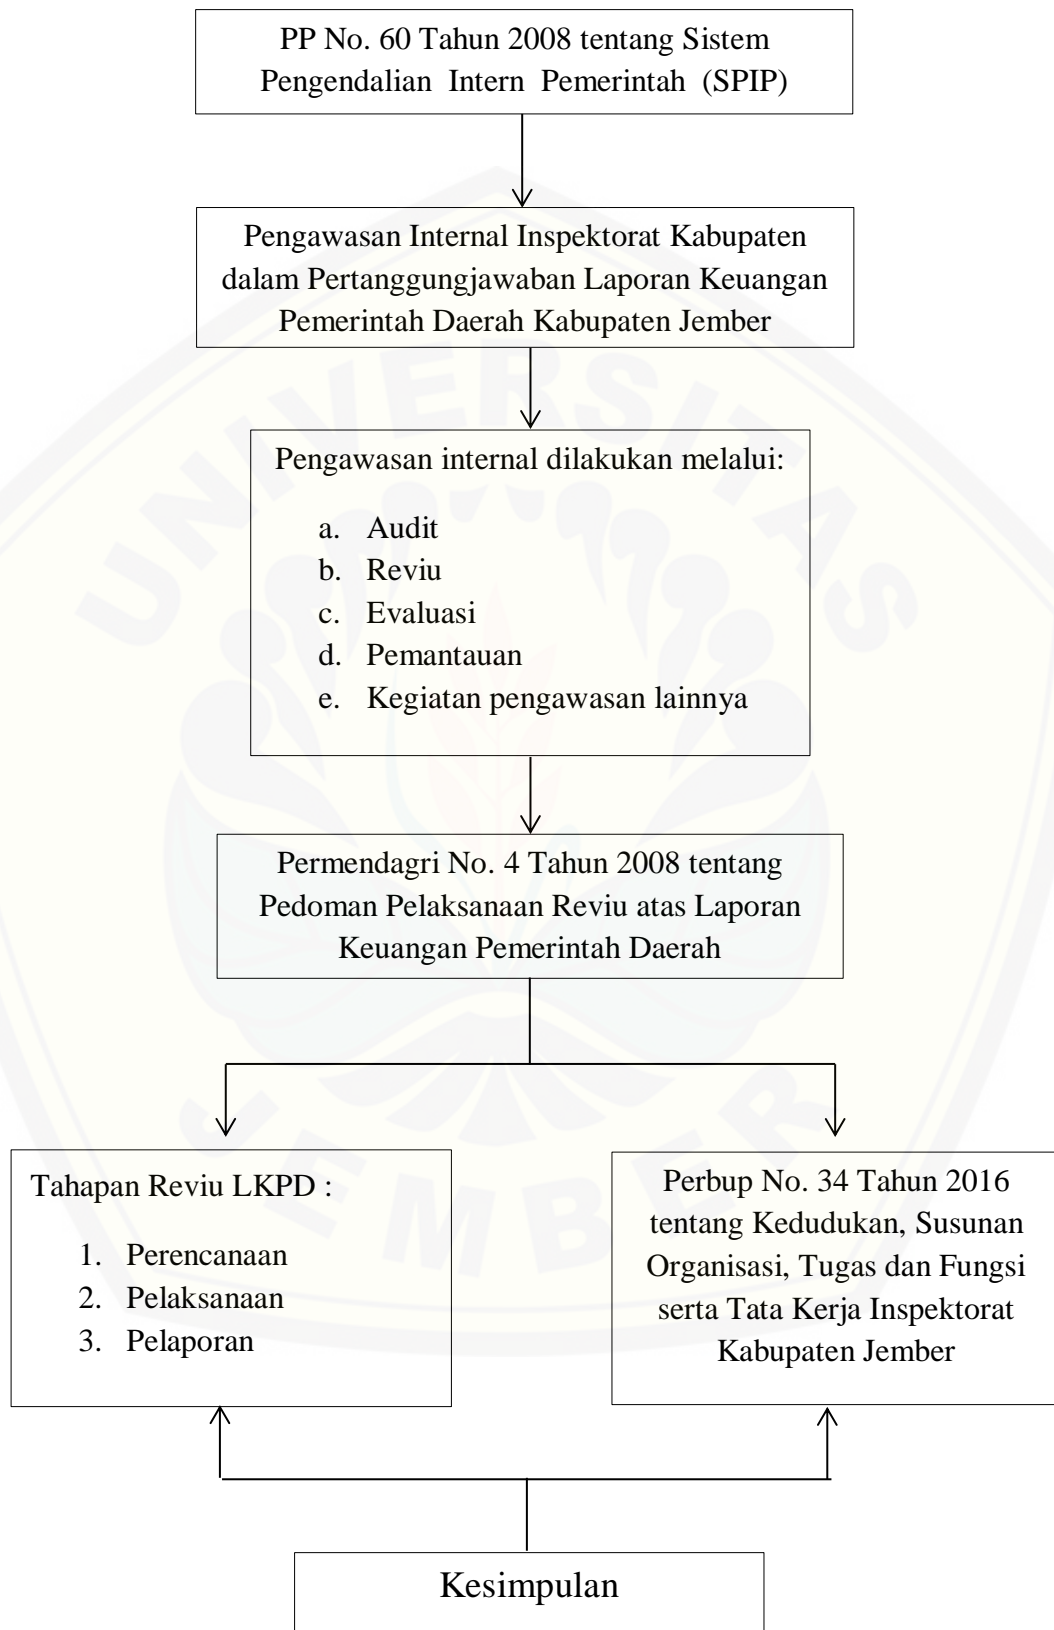 PP No. 60 Tahun 2008 tentang Sistem
Pengendalian Intern Pemerintah (SPIP)
Pengawasan Internal Inspektorat Kabupaten
dalam Pertanggungjawaban Laporan Keuangan
Pemerintah Daerah Kabupaten Jember
Pengawasan internal dilakukan melalui:
a. Audit
b. Reviu
c. Evaluasi
d. Pemantauan
e. Kegiatan pengawasan lainnya
Permendagri No. 4 Tahun 2008 tentang
Pedoman Pelaksanaan Reviu atas Laporan
Keuangan Pemerintah Daerah
Tahapan Reviu LKPD :
1. Perencanaan
2. Pelaksanaan
3. Pelaporan
Perbup No. 34 Tahun 2016
tentang Kedudukan, Susunan
Organisasi, Tugas dan Fungsi
serta Tata Kerja Inspektorat
Kabupaten Jember
Kesimpulan
UNIVERSITAS
JEMBER